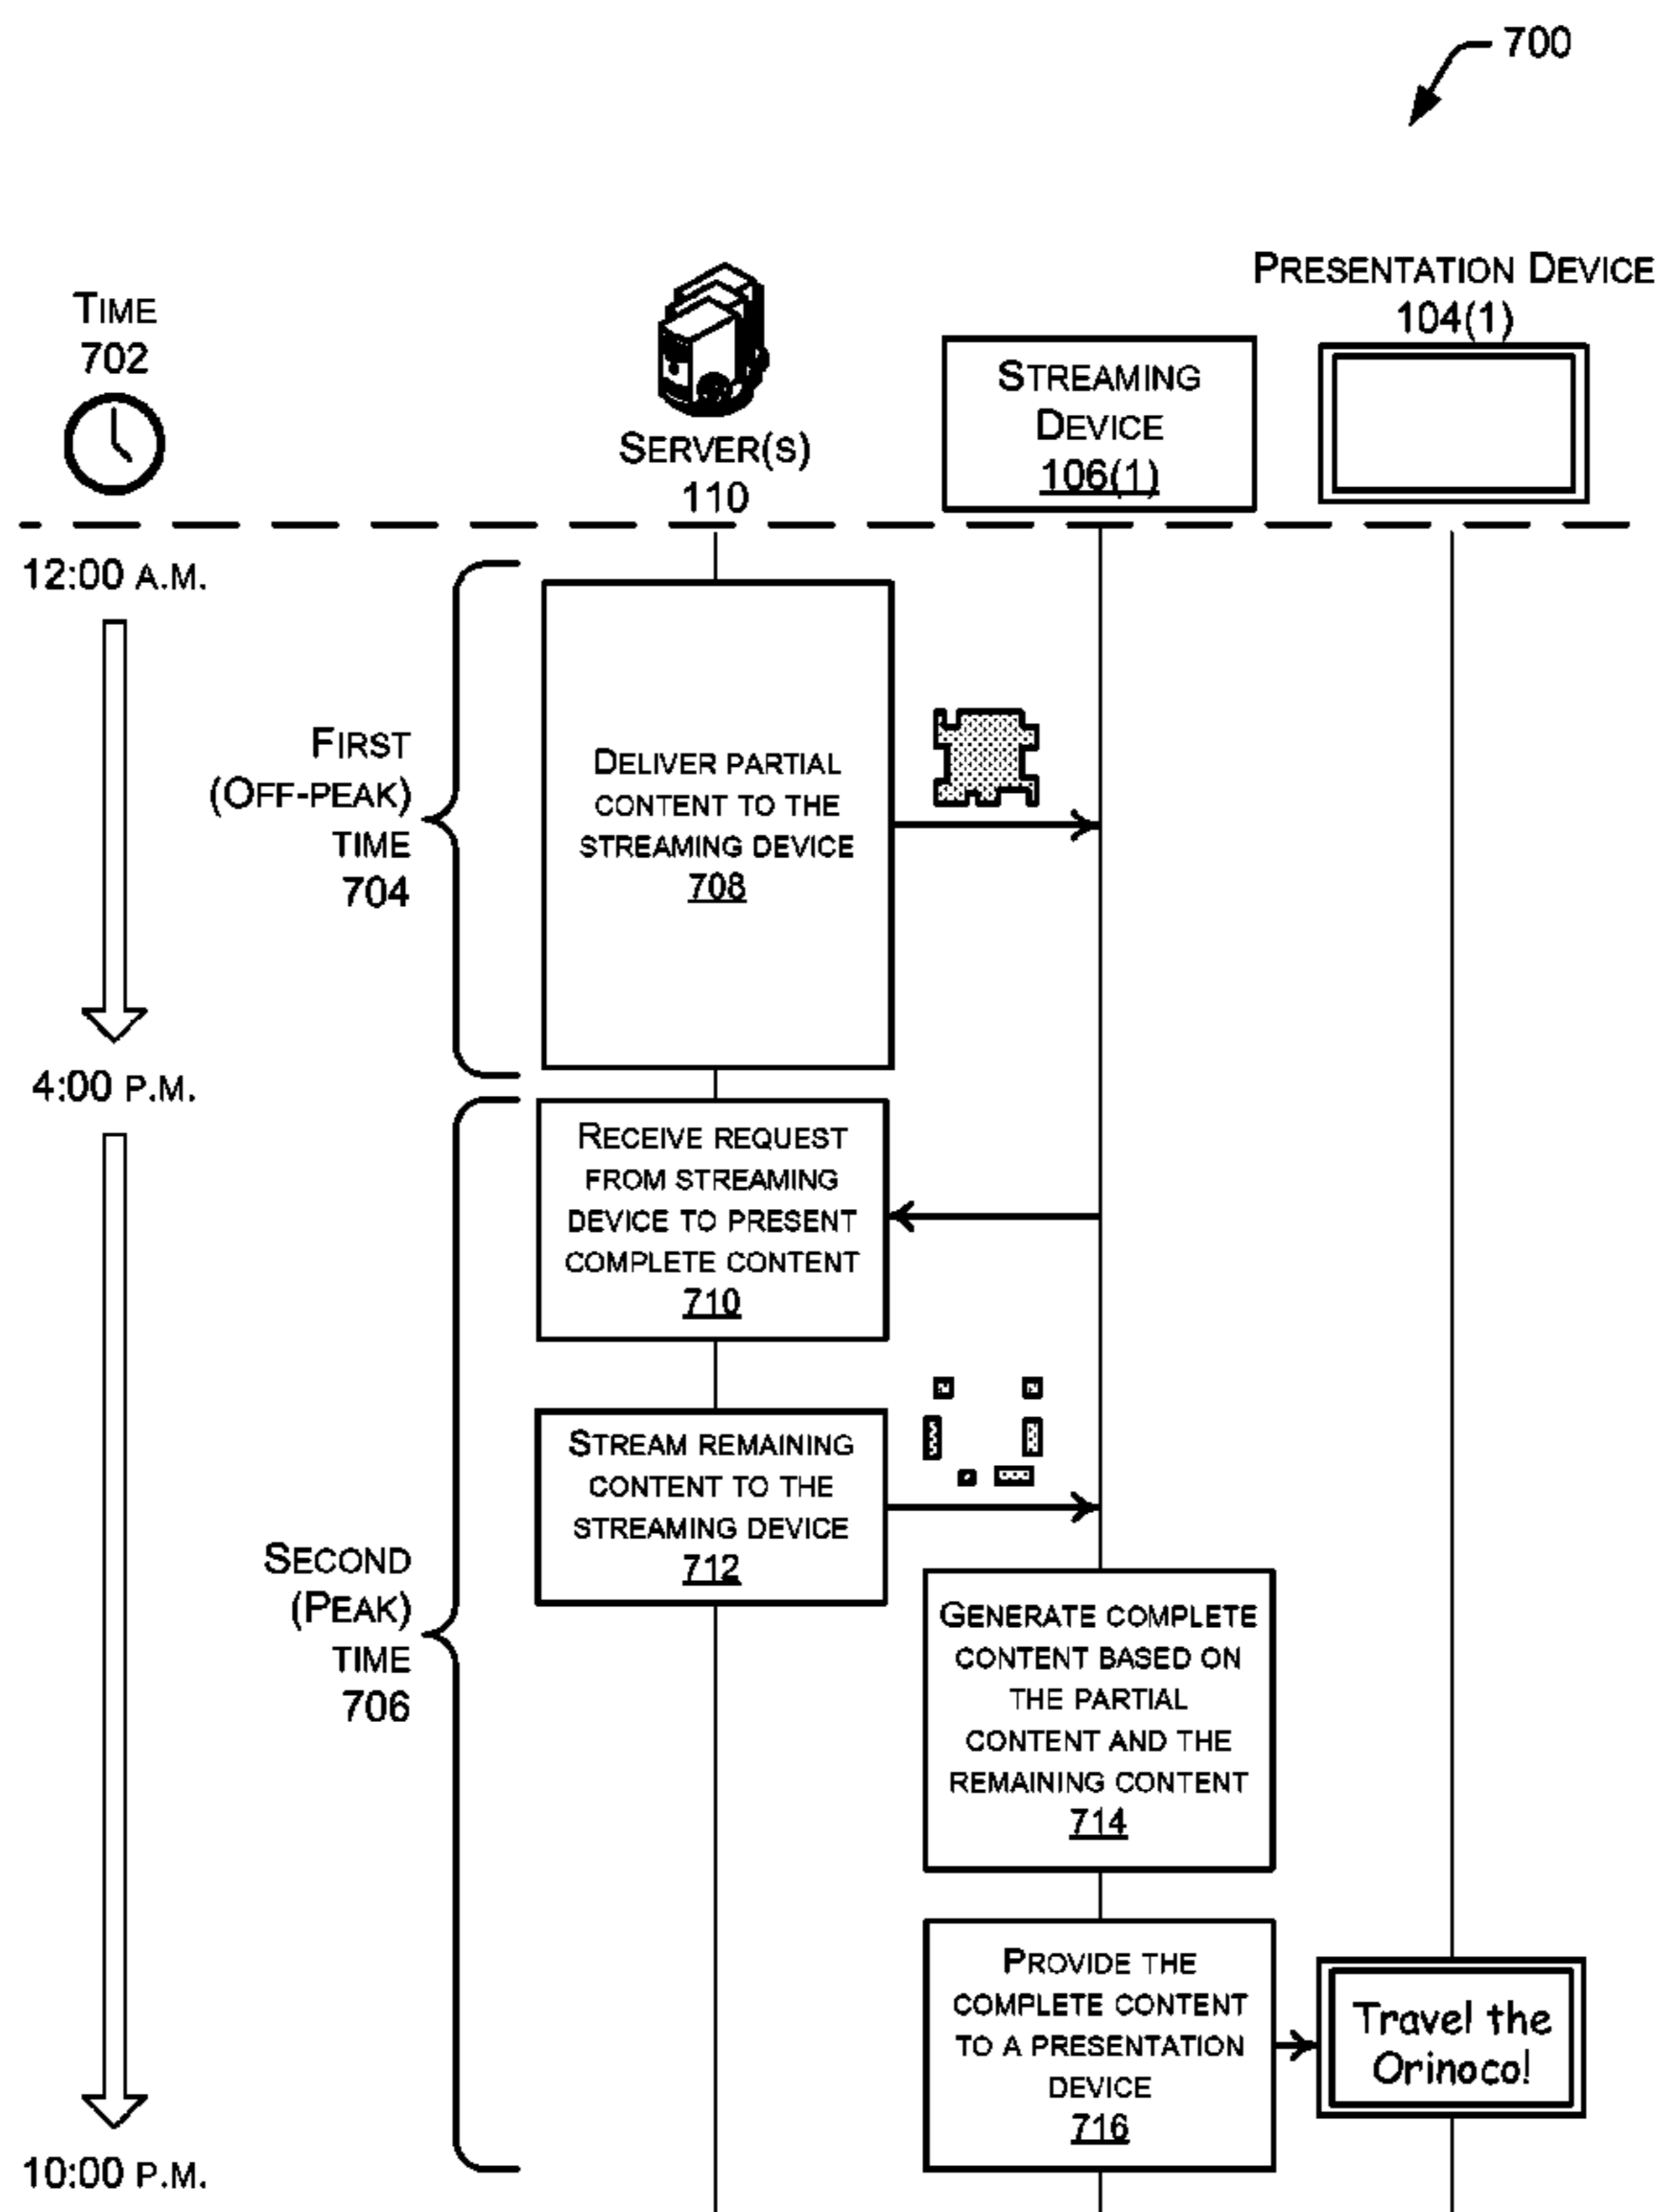 700
TIME
702
SERVER(S)
110
STREAMING
DEVICE
106(1)
PRESENTATION DEVICE
104(1)
12:00 A.M.
FIRST
(OFF-PEAK)
TIME
704
DELIVER PARTIAL
CONTENT TO THE
STREAMING DEVICE
708
4:00 P.M.
RECEIVE REQUEST
FROM STREAMING
DEVICE TO PRESENT
COMPLETE CONTENT
710
STREAM REMAINING
CONTENT TO THE
STREAMING DEVICE
712
SECOND
(PEAK)
TIME
706
GENERATE COMPLETE
CONTENT BASED ON
THE PARTIAL
CONTENT AND THE
REMAINING CONTENT
714
PROVIDE THE
COMPLETE CONTENT
TO A PRESENTATION
DEVICE
716
Travel the
Orinoco!
10:00 P.M.